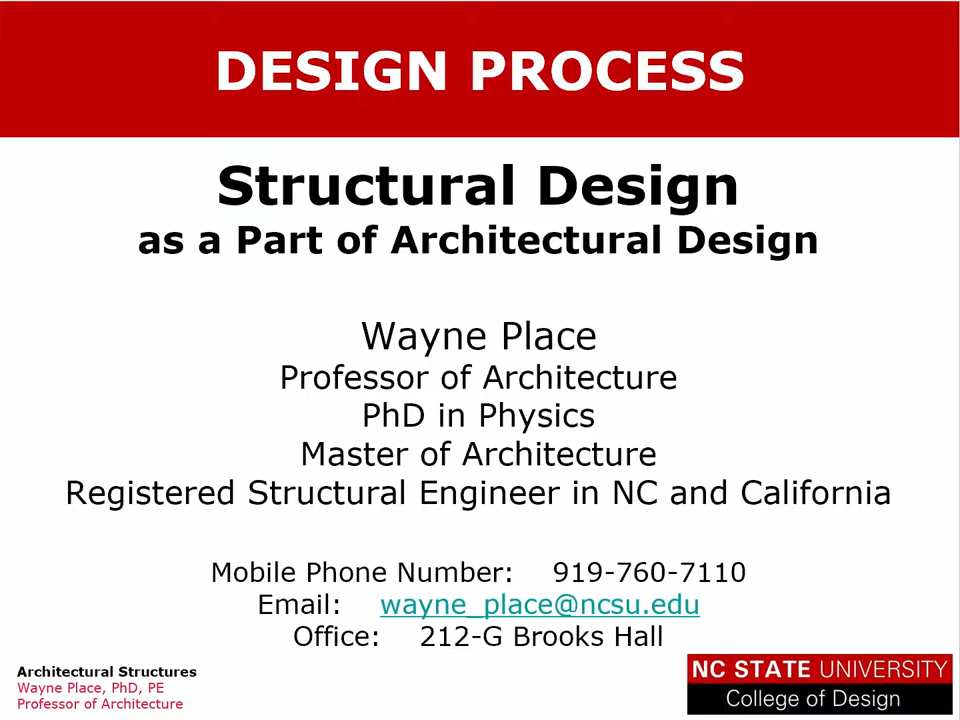 DESIGN PROCESS
Structural Design
as a Part of Architectural Design
Wayne Place
Professor of Architecture
PhD in Physics
Master of Architecture
Registered Structural Engineer in NC and California
Mobile Phone Number: 919-760-7110
Email: wayne_place@ncsu.edu
Office: 212-G Brooks Hall
Architectural Structures
Wayne Place, PhD, PE
Professor of Architecture
NC STATE UNIVERSITY
College of Design